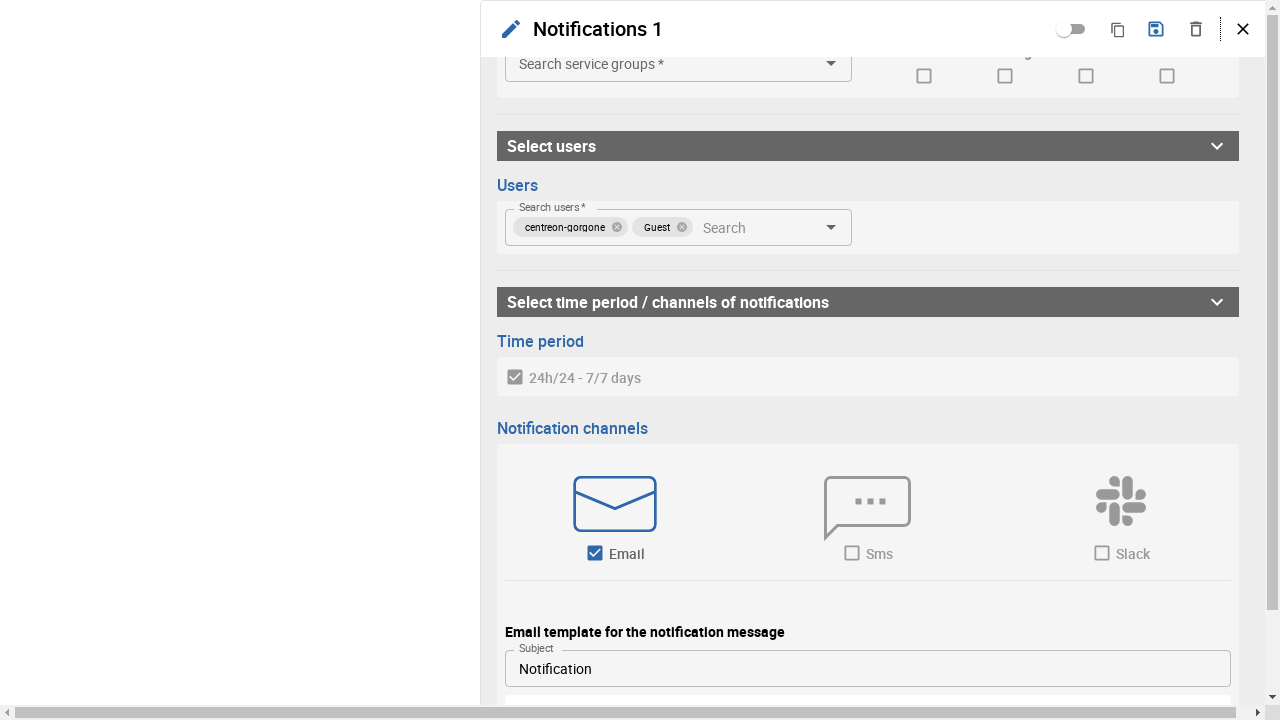 Notifications 1
Search service groups *
Select users
Users
Search users *
centreon-gorgone Guest Search
Select time period / channels of notifications
Time period
24h/24 - 7/7 days
Notification channels
Email Sms Slack
Email template for the notification message
Subject
Notification